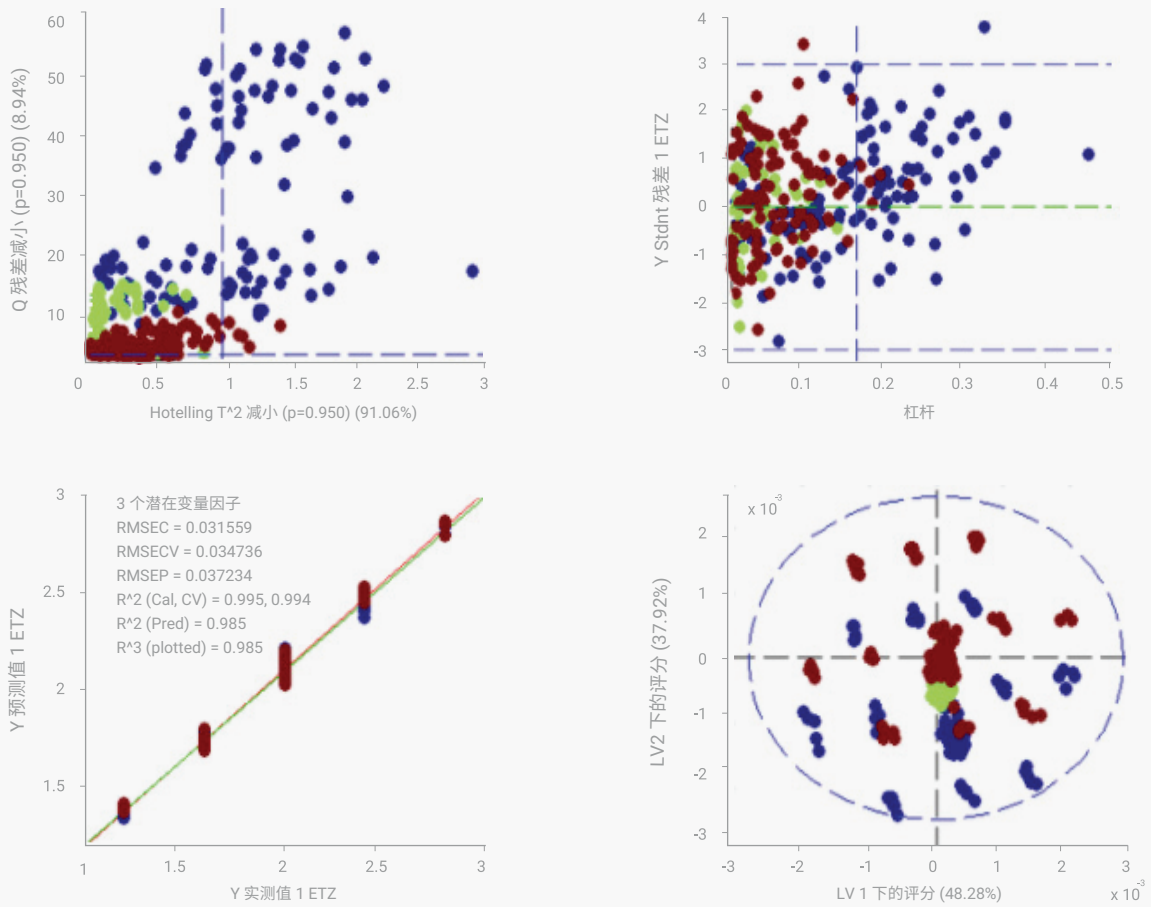 Q 残差减小 (p=0.950) (8.94%)
60
50
40
30
20
10
0
0.5
1
1.5
2
2.5
3
Hotelling T^2 减小 (p=0.950) (91.06%)
Y Stdnt 残差 1 ETZ
4
3
2
1
0
-1
-2
-3
0
0.1
0.2
0.3
0.4
0.5
杠杆
Y 预测值 1 ETZ
3
2.5
2
1.5
3 个潜在变量因子
RMSEC = 0.031559
RMSECV = 0.034736
RMSEP = 0.037234
R^2 (Cal, CV) = 0.995, 0.994
R^2 (Pred) = 0.985
R^3 (plotted) = 0.985
1
1.5
2
2.5
3
Y 实测值 1 ETZ
LV2 下的评分 (37.92%)
x 10⁻³
2
1
0
-1
-2
-3
-3
-2
-1
0
1
2
3
LV 1 下的评分 (48.28%)
x 10⁻³